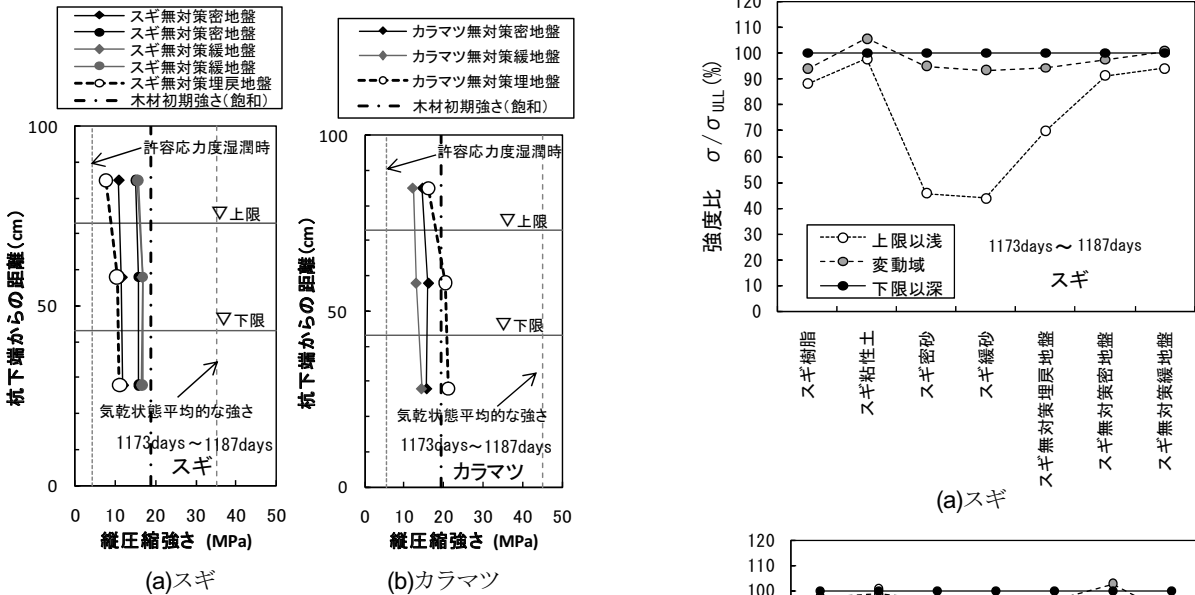 スギ無対策密地盤
スギ無対策密地盤
スギ無対策緩地盤
スギ無対策緩地盤
スギ無対策埋戻地盤
木材初期強さ(飽和)
100
50
0
杭下端からの距離(cm)
許容応力度湿潤時
▽上限
▽下限
気乾状態平均的な強さ
1173days～1187days
スギ
0 10 20 30 40 50
縦圧縮強さ (MPa)
(a)スギ
カラマツ無対策密地盤
カラマツ無対策緩地盤
カラマツ無対策埋地盤
木材初期強さ(飽和)
100
50
0
杭下端からの距離(cm)
許容応力度湿潤時
▽上限
▽下限
気乾状態平均的な強さ
1173days～1187days
カラマツ
0 10 20 30 40 50
縦圧縮強さ (MPa)
(b)カラマツ
120
110
100
90
80
70
60
50
40
30
20
10
0
強度比 σ/σULL (%)
上限以浅
変動域
下限以深
1173days～1187days
スギ
スギ樹脂
スギ粘性土
スギ密砂
スギ緩砂
スギ無対策埋戻地盤
スギ無対策密地盤
スギ無対策緩地盤
(a)スギ
120
110
100